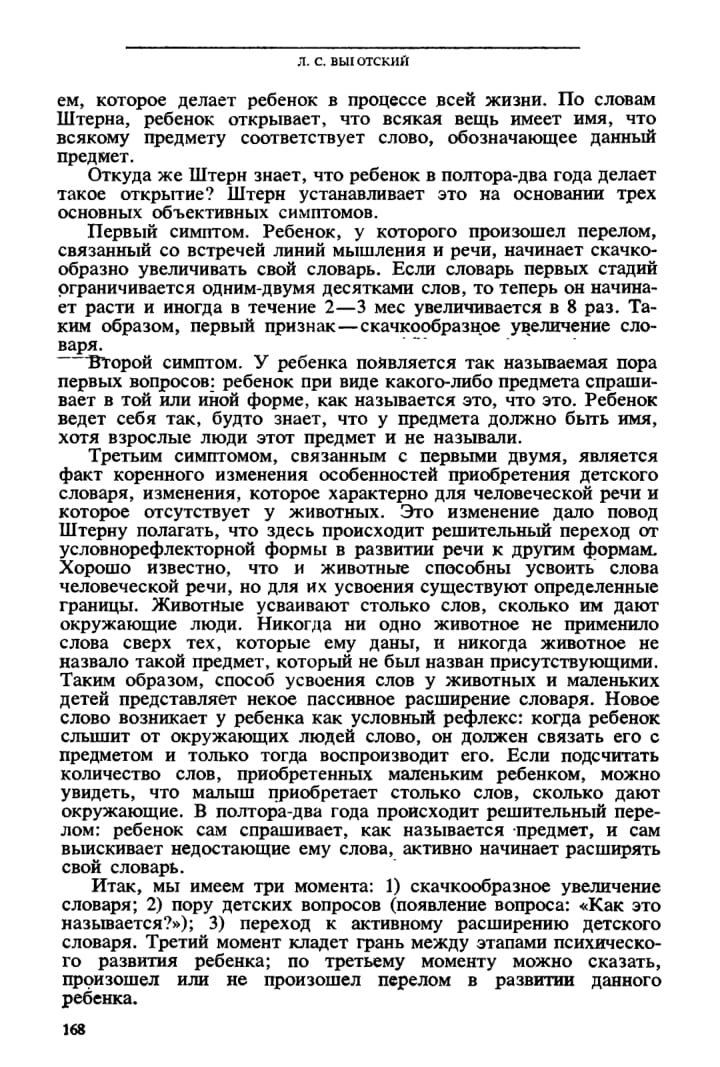 Л. С. ВЫГОТСКИЙ
ем, которое делает ребенок в процессе всей жизни. По словам
Штерна, ребенок открывает, что всякая вещь имеет имя, что
всякому предмету соответствует слово, обозначающее данный
предмет.
Откуда же Штерн знает, что ребенок в полтора-два года делает
такое открытие? Штерн устанавливает это на основании трех
основных объективных симптомов.
Первый симптом. Ребенок, у которого произошел перелом,
связанный со встречей линий мышления и речи, начинает скачко-
образно увеличивать свой словарь. Если словарь первых стадий
ограничивается одним-двумя десятками слов, то теперь он начина-
ет расти и иногда в течение 2—3 мес увеличивается в 8 раз. Та-
ким образом, первый признак—скачкообразное увеличение сло-
варя.
Второй симптом. У ребенка появляется так называемая пора
первых вопросов: ребенок при виде какого-либо предмета спраши-
вает в той или иной форме, как называется это, что это. Ребенок
ведет себя так, будто знает, что у предмета должно быть имя,
хотя взрослые люди этот предмет и не называли.
Третьим симптомом, связанным с первыми двумя, является
факт коренного изменения особенностей приобретения детского
словаря, изменения, которое характерно для человеческой речи и
которое отсутствует у животных. Это изменение дало повод
Штерну полагать, что здесь происходит решительный переход от
условнорефлекторной формы в развитии речи к другим формам.
Хорошо известно, что и животные способны усвоить слова
человеческой речи, но для их усвоения существуют определенные
границы. Животные усваивают столько слов, сколько им дают
окружающие люди. Никогда ни одно животное не применило
слова сверх тех, которые ему даны, и никогда животное не
назвало такой предмет, который не был назван присутствующими.
Таким образом, способ усвоения слов у животных и маленьких
детей представляет некое пассивное расширение словаря. Новое
слово возникает у ребенка как условный рефлекс: когда ребенок
слышит от окружающих людей слово, он должен связать его с
предметом и только тогда воспроизводит его. Если подсчитать
количество слов, приобретенных маленьким ребенком, можно
увидеть, что малыш приобретает столько слов, сколько дают
окружающие. В полтора-два года происходит решительный пере-
лом: ребенок сам спрашивает, как называется предмет, и сам
выискивает недостающие ему слова, активно начинает расширять
свой словарь.
Итак, мы имеем три момента: 1) скачкообразное увеличение
словаря; 2) пору детских вопросов (появление вопроса: «Как это
называется?»); 3) переход к активному расширению детского
словаря. Третий момент кладет грань между этапами психическо-
го развития ребенка; по третьему моменту можно сказать,
произошел или не произошел перелом в развитии данного
ребенка.
168